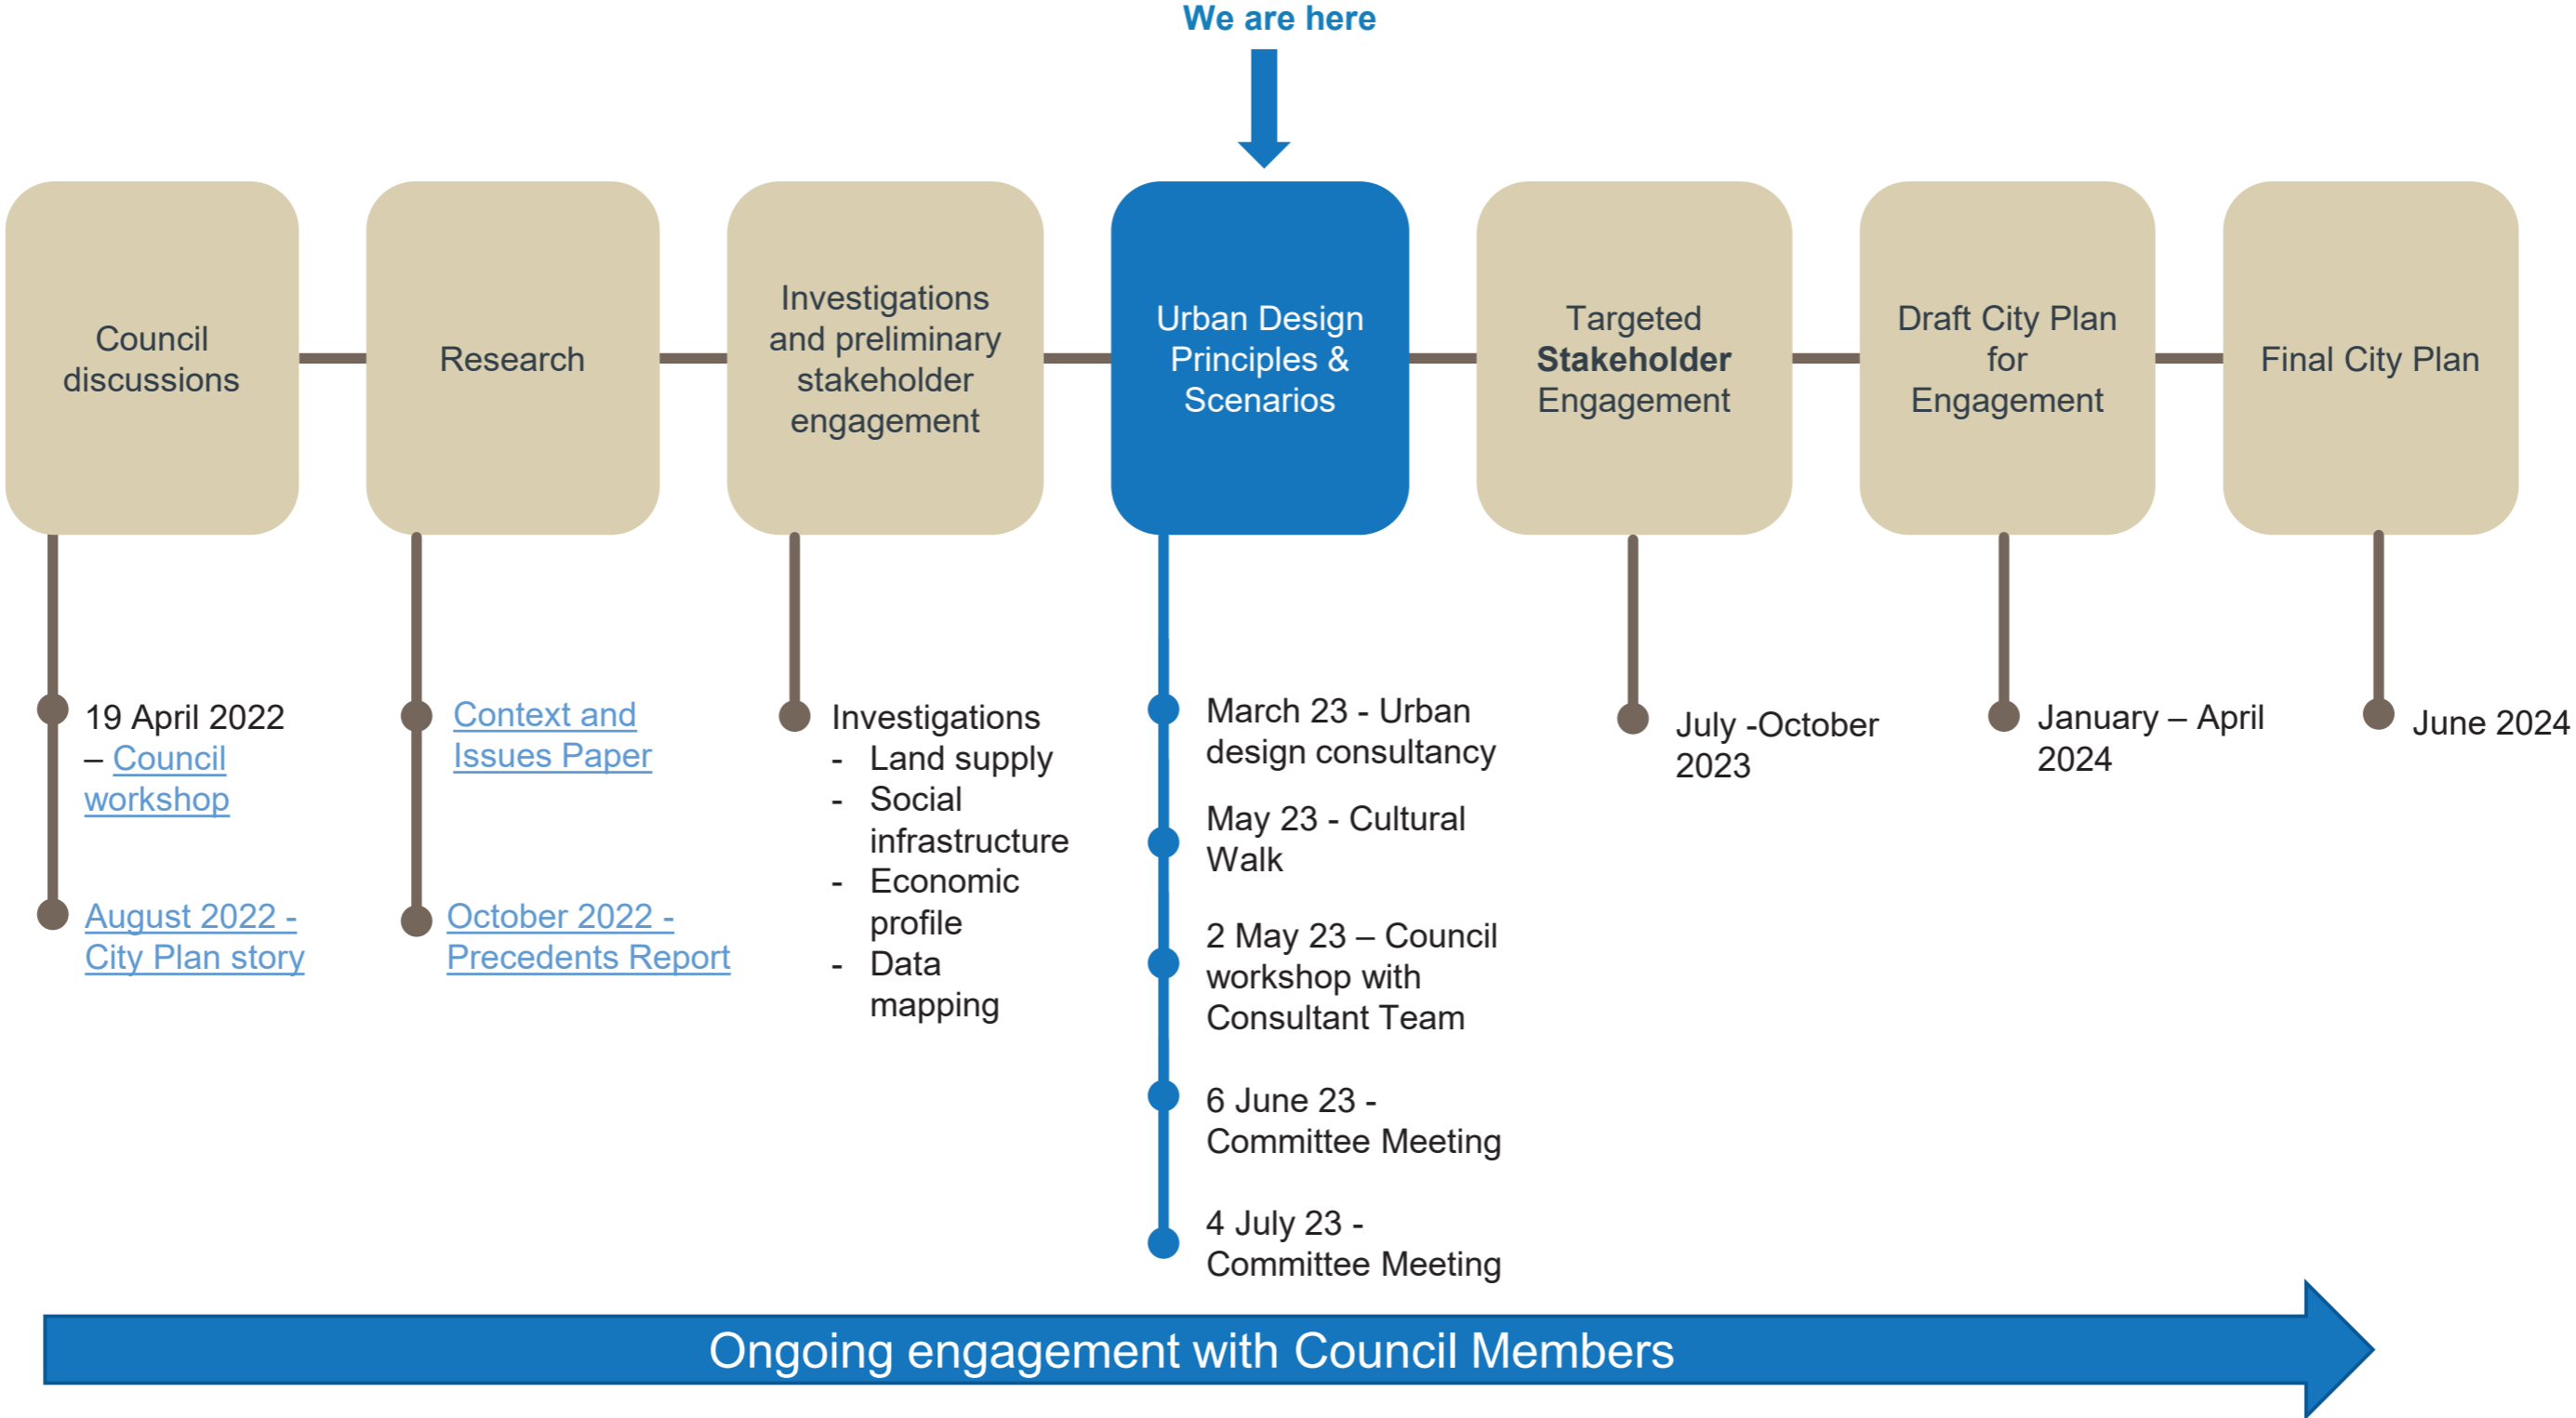 We are here
Council
discussions
Research
Investigations
and preliminary
stakeholder
engagement
Urban Design
Principles &
Scenarios
Targeted
Stakeholder
Engagement
Draft City Plan
for
Engagement
Final City Plan
19 April 2022
– Council
workshop
August 2022 -
City Plan story
Context and
Issues Paper
October 2022 -
Precedents Report
Investigations
- Land supply
- Social
infrastructure
- Economic
profile
- Data
mapping
March 23 - Urban
design consultancy
May 23 - Cultural
Walk
2 May 23 – Council
workshop with
Consultant Team
6 June 23 -
Committee Meeting
4 July 23 -
Committee Meeting
July -October
2023
January – April
2024
June 2024
Ongoing engagement with Council Members